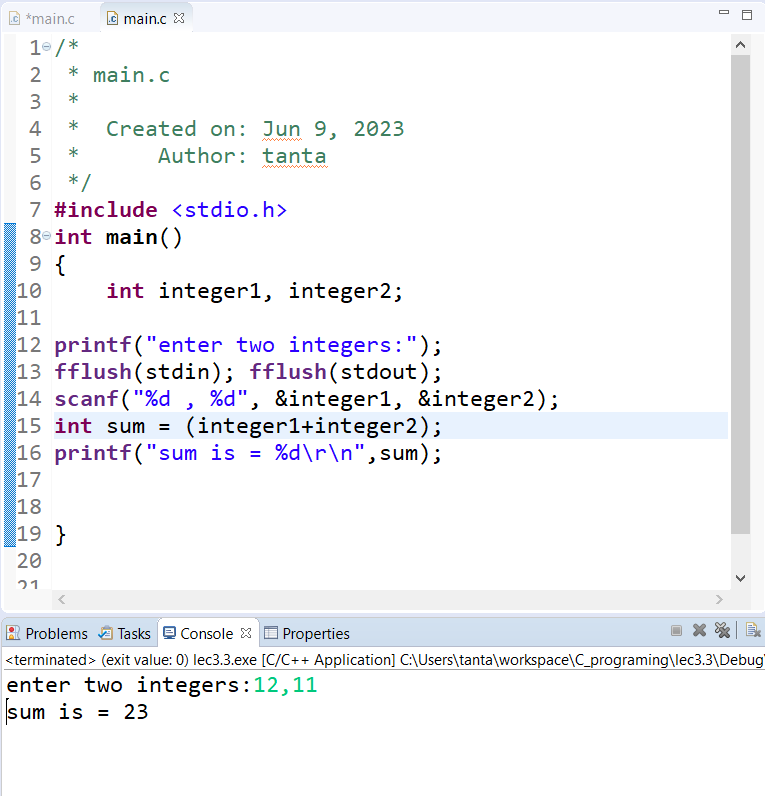 *main.c main.c
1 /*
2  * main.c
3  *
4  *  Created on: Jun 9, 2023
5  *      Author: tanta
6  */
7 #include <stdio.h>
8 int main()
9 {
10     int integer1, integer2;
11
12 printf("enter two integers:");
13 fflush(stdin); fflush(stdout);
14 scanf("%d , %d", &integer1, &integer2);
15 int sum = (integer1+integer2);
16 printf("sum is = %d\r\n",sum);
17
18
19 }
20
21
Problems Tasks Console Properties
<terminated> (exit value: 0) lec3.3.exe [C/C++ Application] C:\Users\tanta\workspace\C_programing\lec3.3\Debug\
enter two integers:12,11
sum is = 23